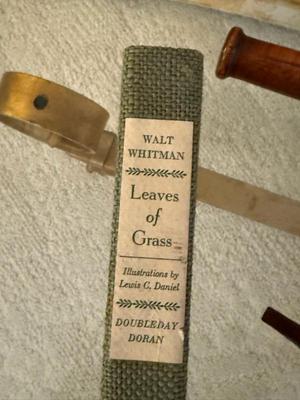 WALT
WHITMAN
Leaves
of
Grass
Illustrations by
Lewis C. Daniel
DOUBLEDAY
DORAN